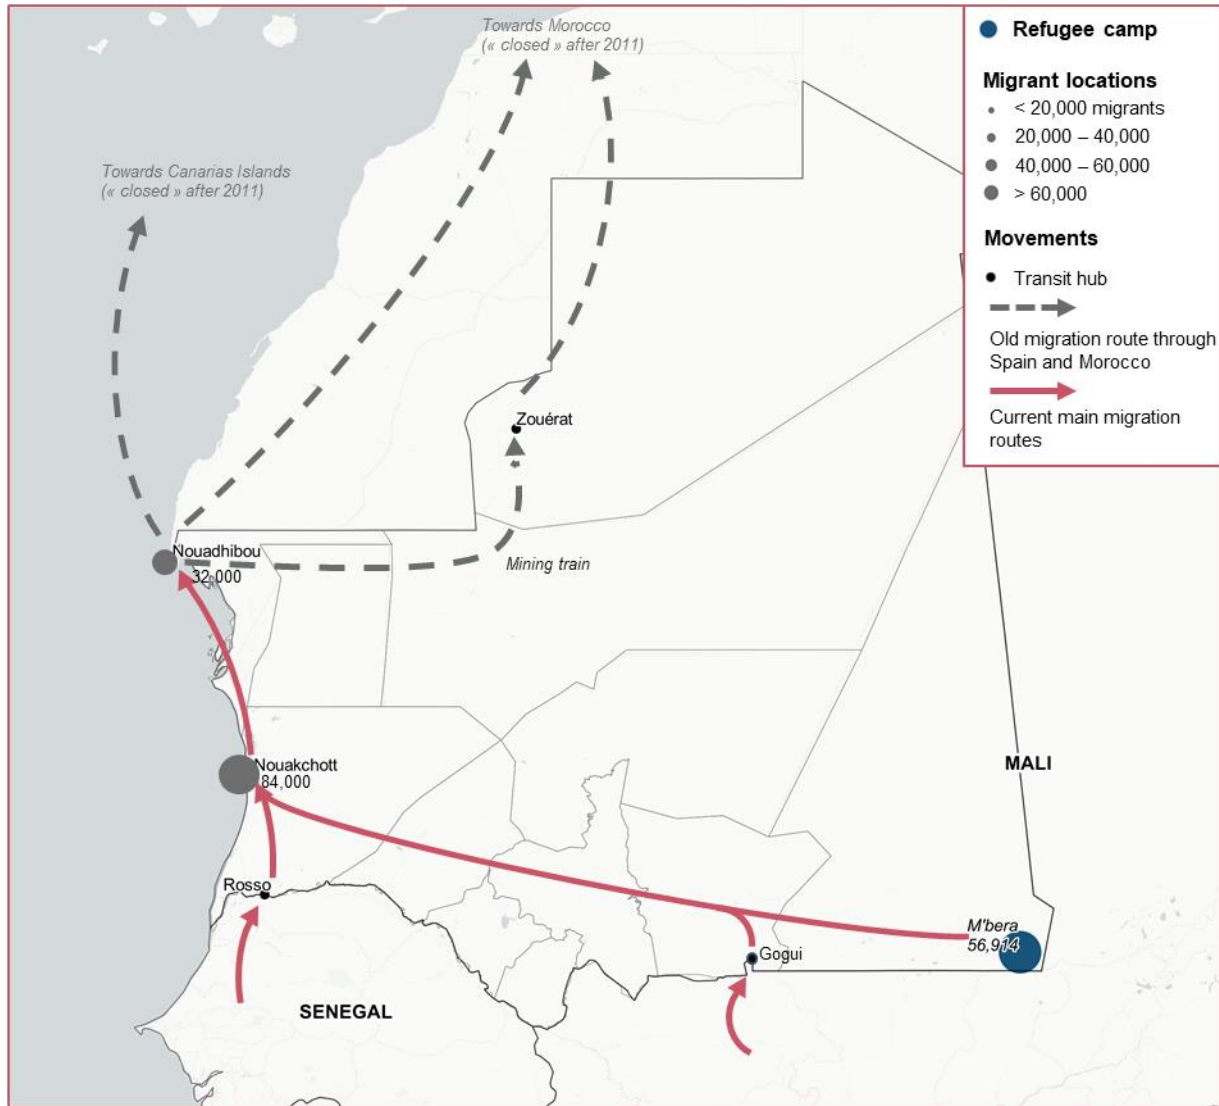 Towards Morocco
(« closed » after 2011)
Towards Canarias Islands
(« closed » after 2011)
Refugee camp
Migrant locations
< 20,000 migrants
20,000 – 40,000
40,000 – 60,000
> 60,000
Movements
Transit hub
Old migration route through
Spain and Morocco
Current main migration
routes
Zouérat
Nouadhibou
32,000
Mining train
Nouakchott
84,000
MALI
Rosso
M'bera
56,914
Gogui
SENEGAL